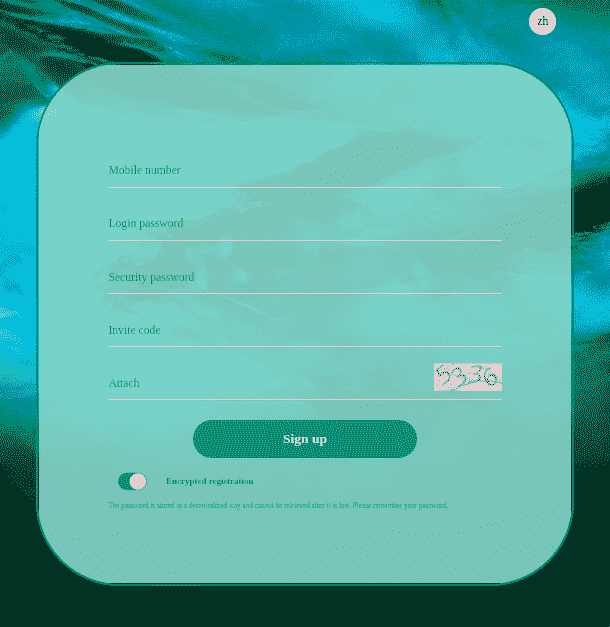 zh
Mobile number
Login password
Security password
Invite code
Attach
5336
Sign up
Encrypted registration
The password is stored in a decentralized way and cannot be retrieved after it is lost. Please remember your password.